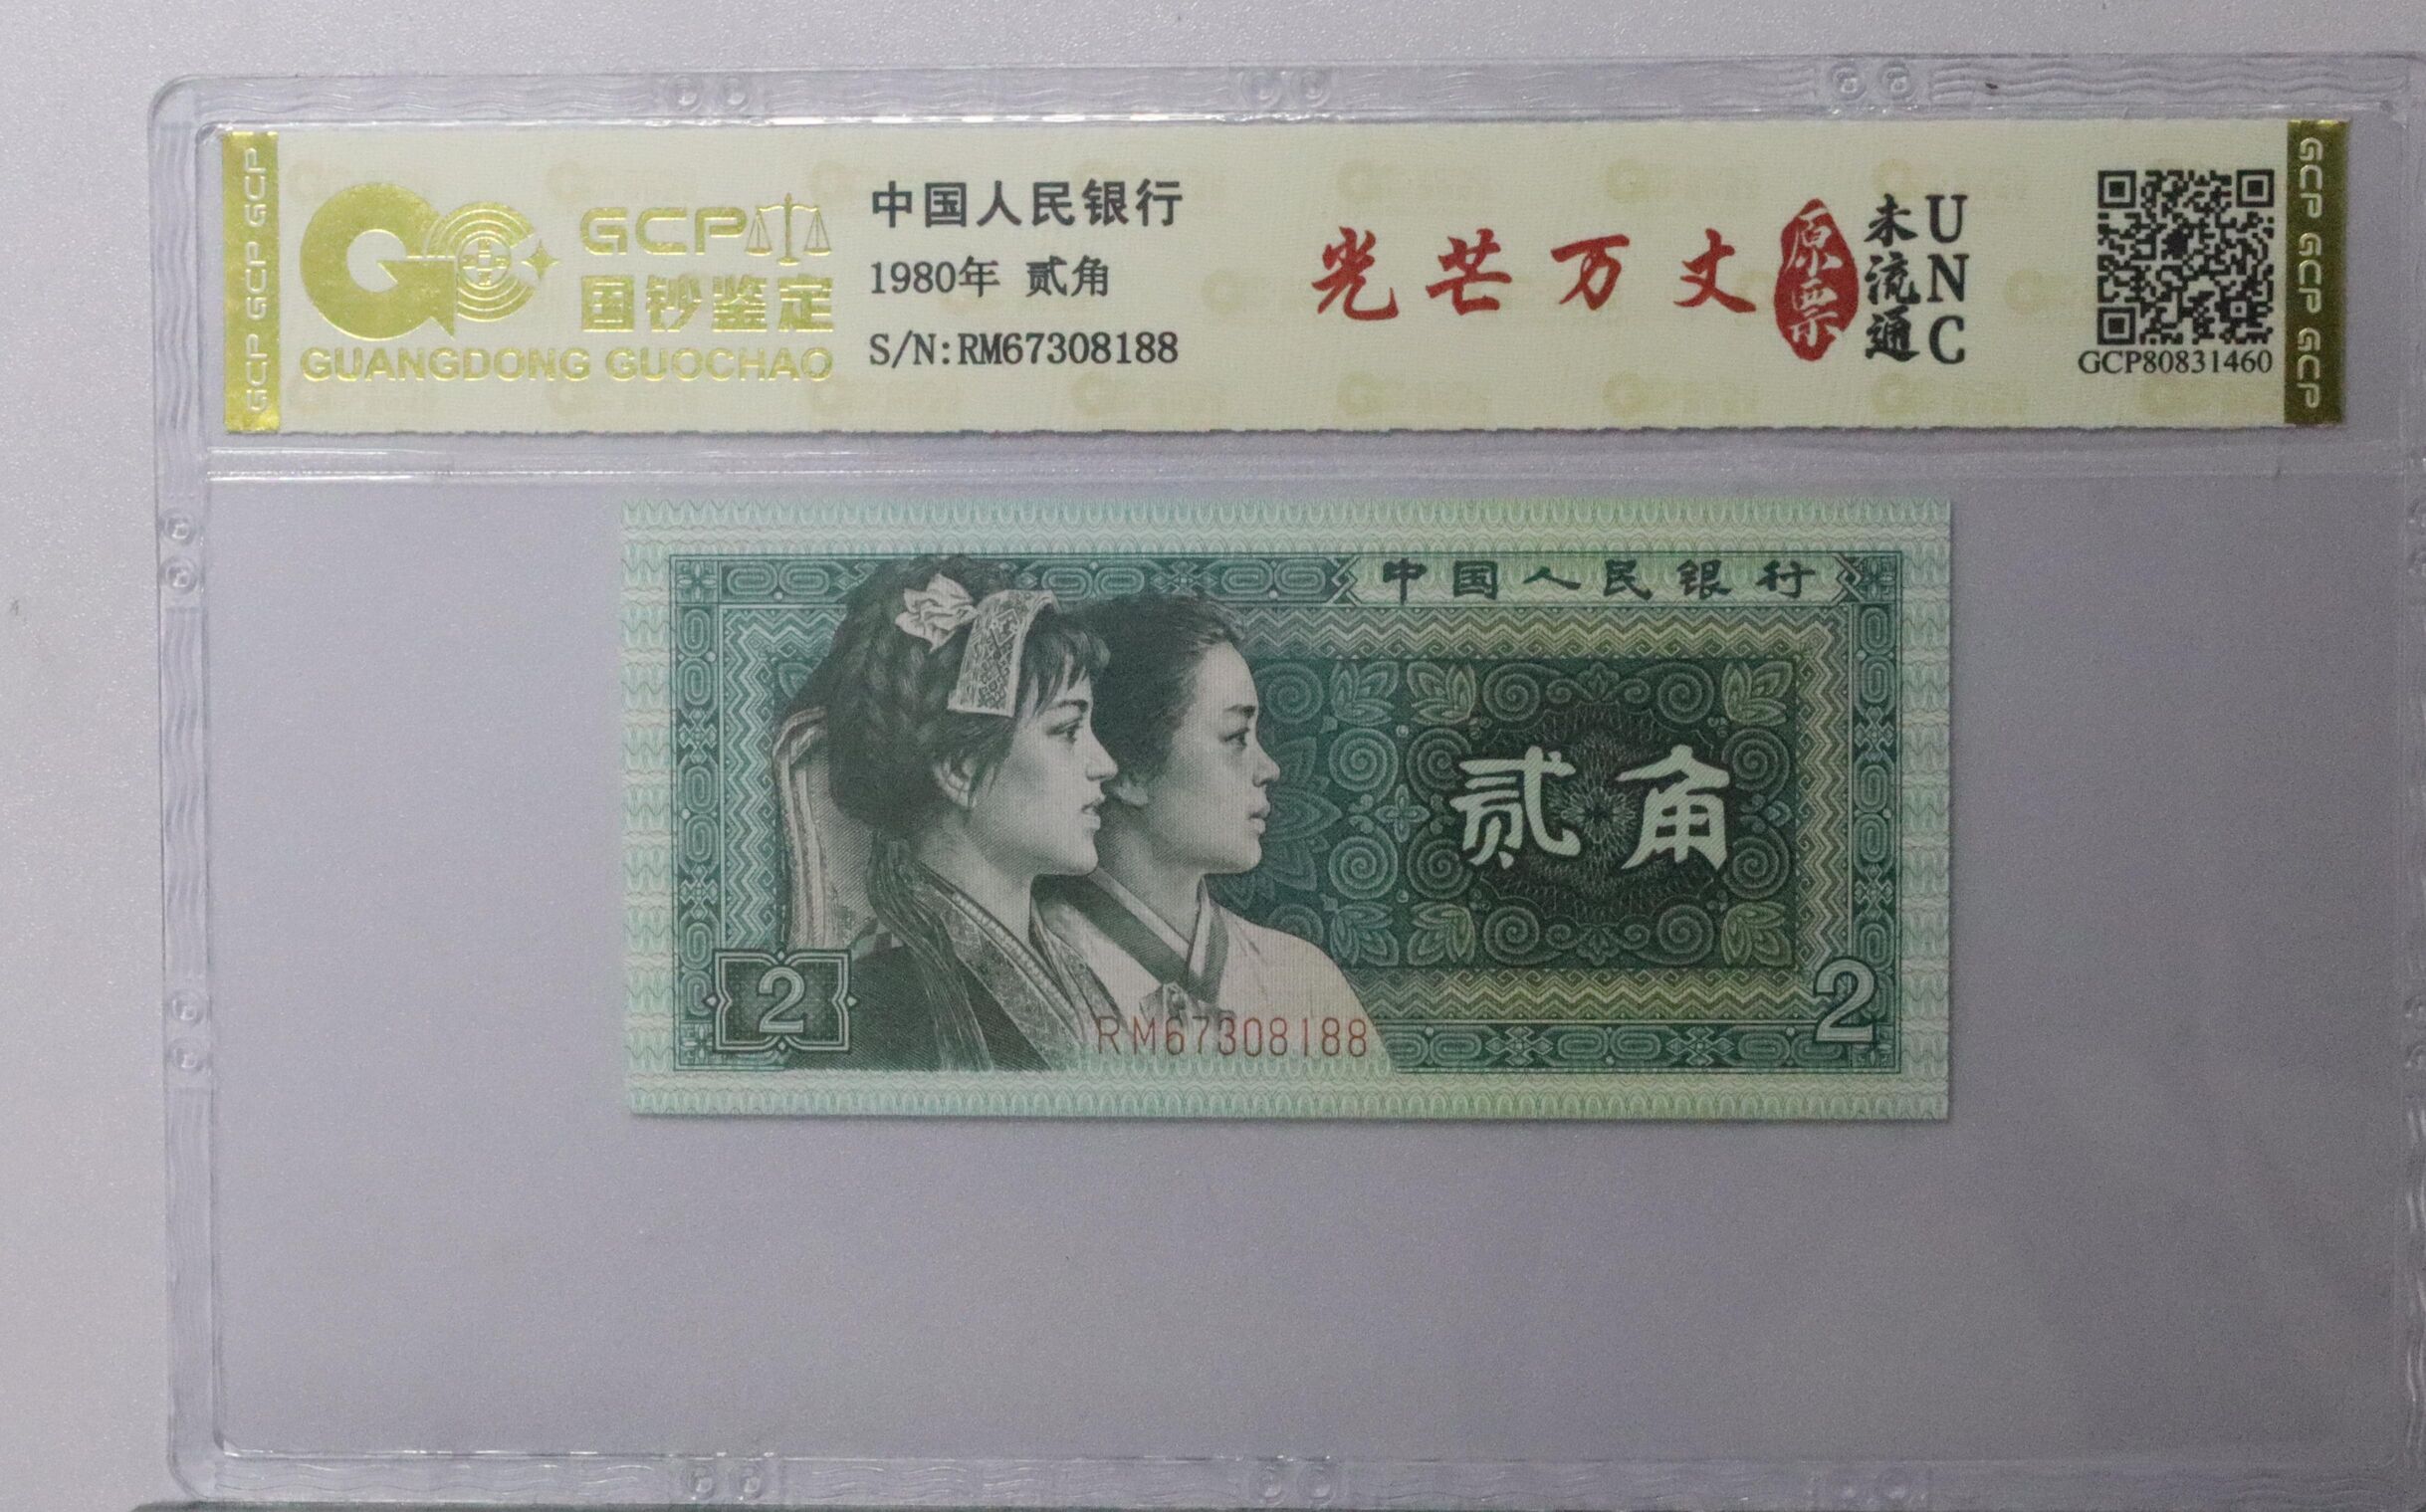 GCP GCP GCP
GCP
国钞鉴定
GUANGDONG GUOCHAO
中国人民银行
1980年 贰角
S/N:RM67308188
光芒万丈
原票
未流通
UNC
GCP80831460
GCP GCP GCP
中国人民银行
贰角
2
RM67308188
2